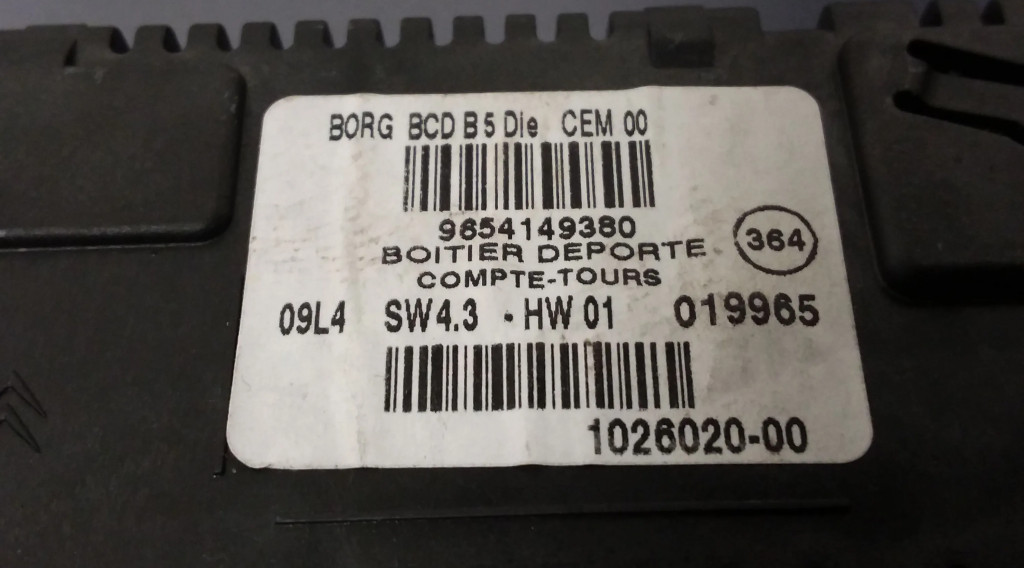 BORG BCD B5 Die CEM 00
9654149380
BOITIER DEPORTE
COMPTE-TOURS
364
09L4 SW4.3 - HW 01 019965
1026020-00